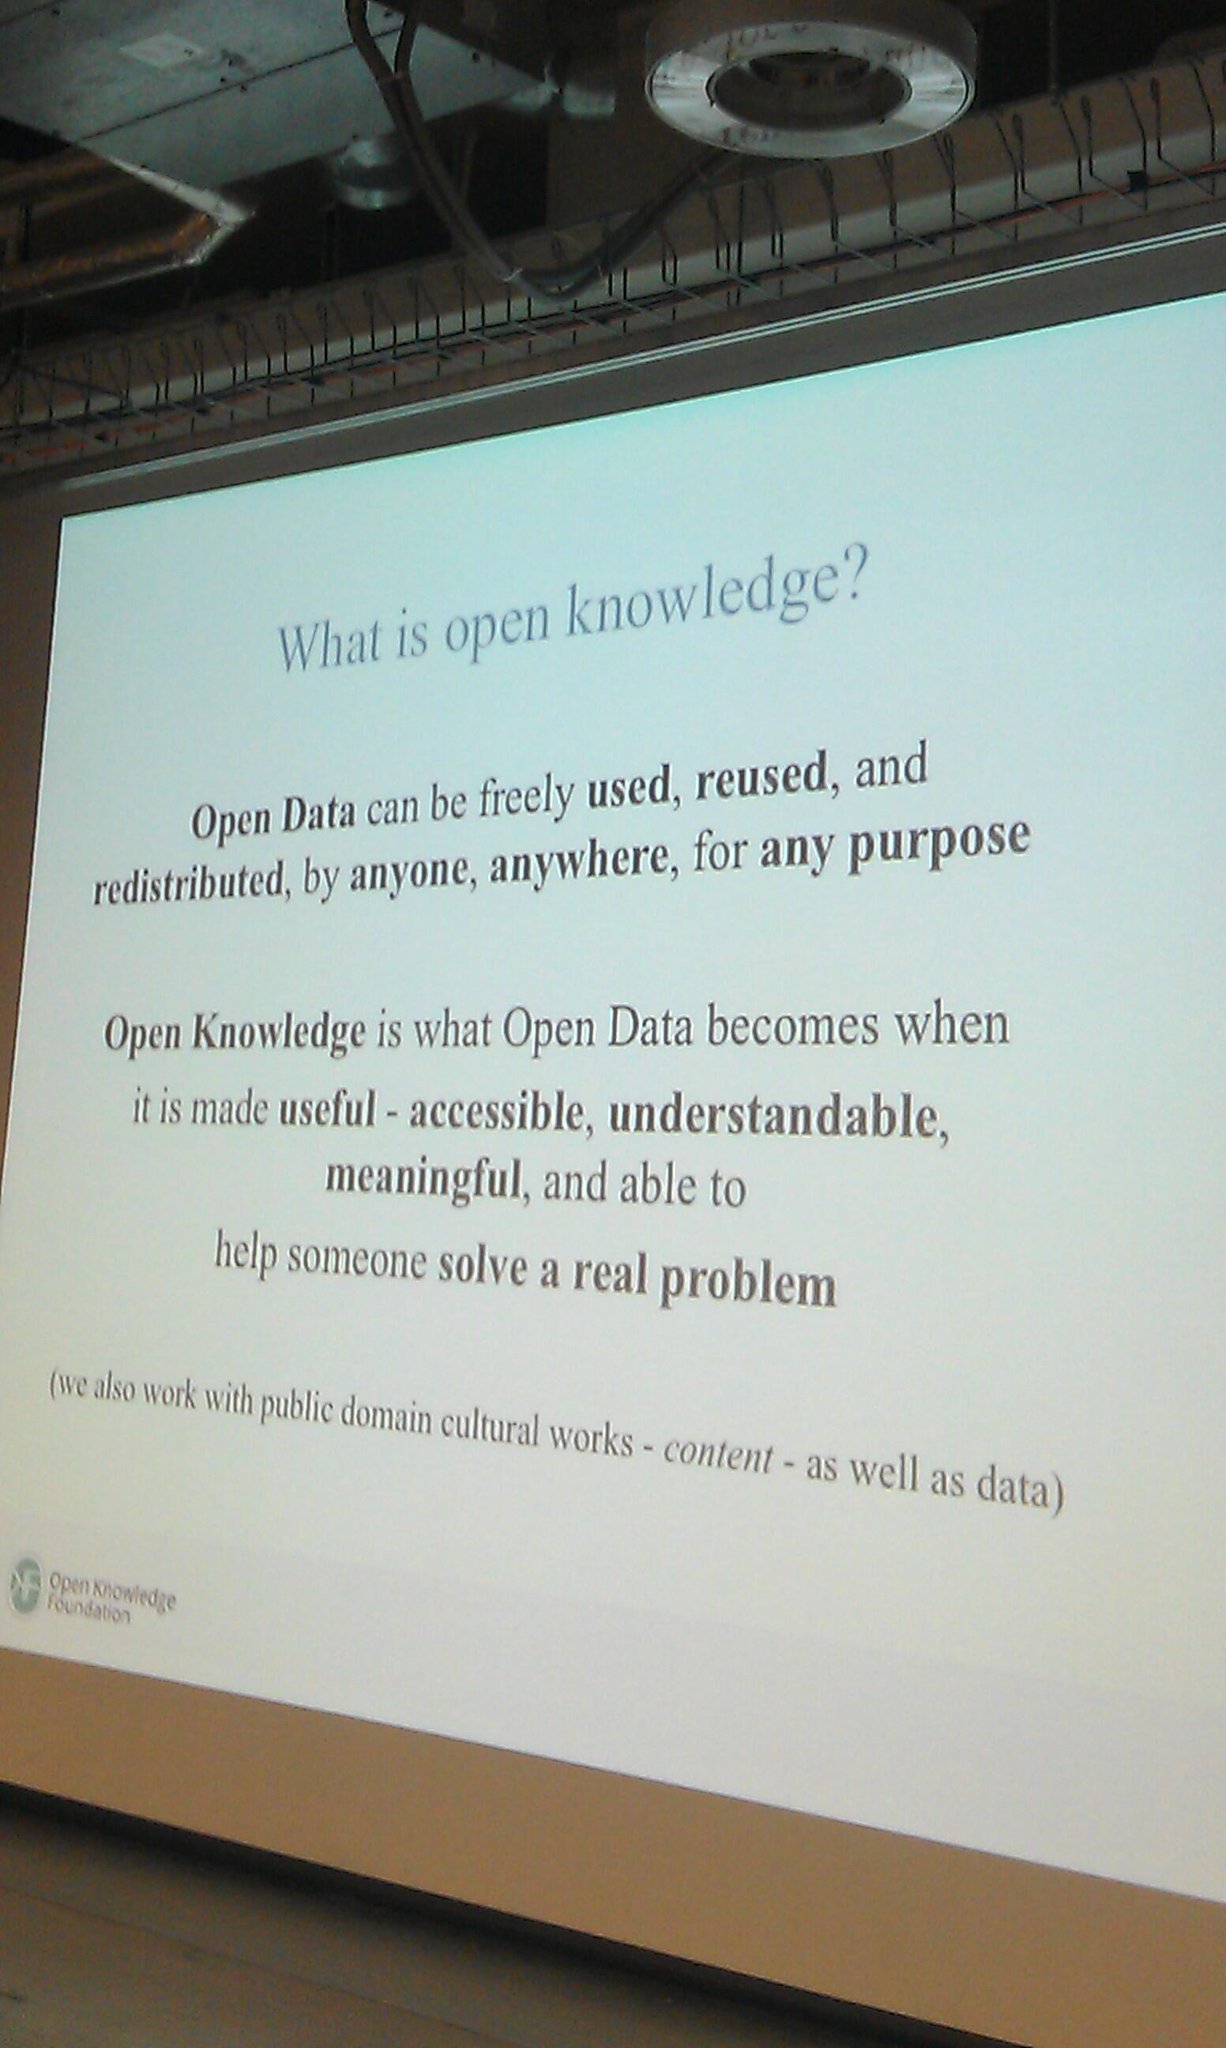 What is open knowledge?
Open Data can be freely used, reused, and
redistributed, by anyone, anywhere, for any purpose
Open Knowledge is what Open Data becomes when
it is made useful - accessible, understandable,
meaningful, and able to
help someone solve a real problem
(we also work with public domain cultural works - content - as well as data)
Open Knowledge
Foundation